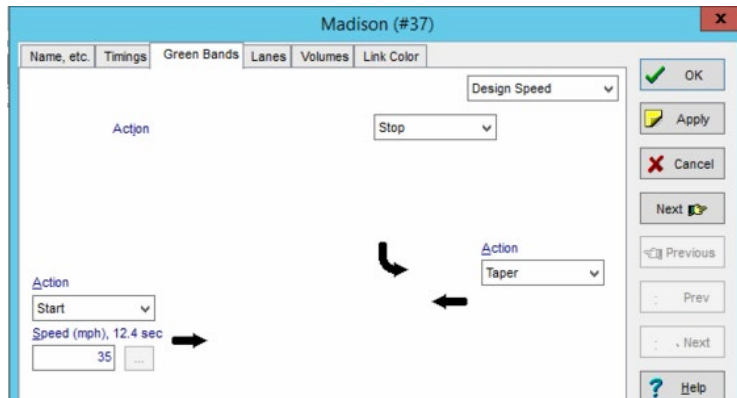 Madison (#37)
x
Name, etc. Timings Green Bands Lanes Volumes Link Color
Design Speed
OK
Action
Stop
Apply
Cancel
Next
Action
Taper
Previous
Action
Start
Prev
Speed (mph), 12.4 sec
35 ...
: . Next
? Help